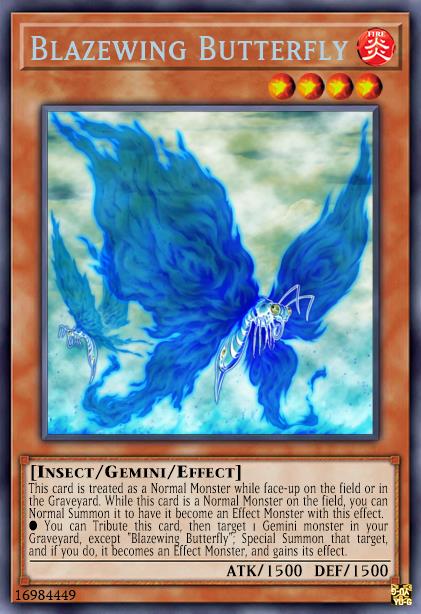 BLAZEWING BUTTERFLY
FIRE
炎
[INSECT/GEMINI/EFFECT]
This card is treated as a Normal Monster while face-up on the field or in
the Graveyard. While this card is a Normal Monster on the field, you can
Normal Summon it to have it become an Effect Monster with this effect.
● You can Tribute this card, then target 1 Gemini monster in your
Graveyard, except "Blazewing Butterfly"; Special Summon that target,
and if you do, it becomes an Effect Monster, and gains its effect.
ATK/1500 DEF/1500
16984449